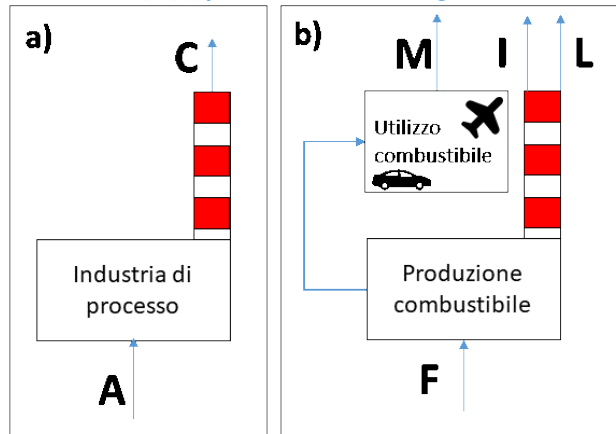 a)
C
Industria di
processo
A
b)
M I L
Utilizzo
combustibile
Produzione
combustibile
F